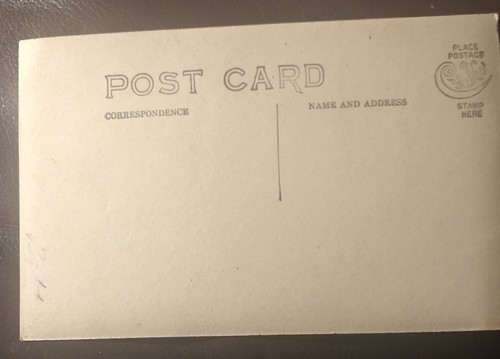 POST CARD
CORRESPONDENCE
NAME AND ADDRESS
PLACE
POSTAGE
STAMP
HERE